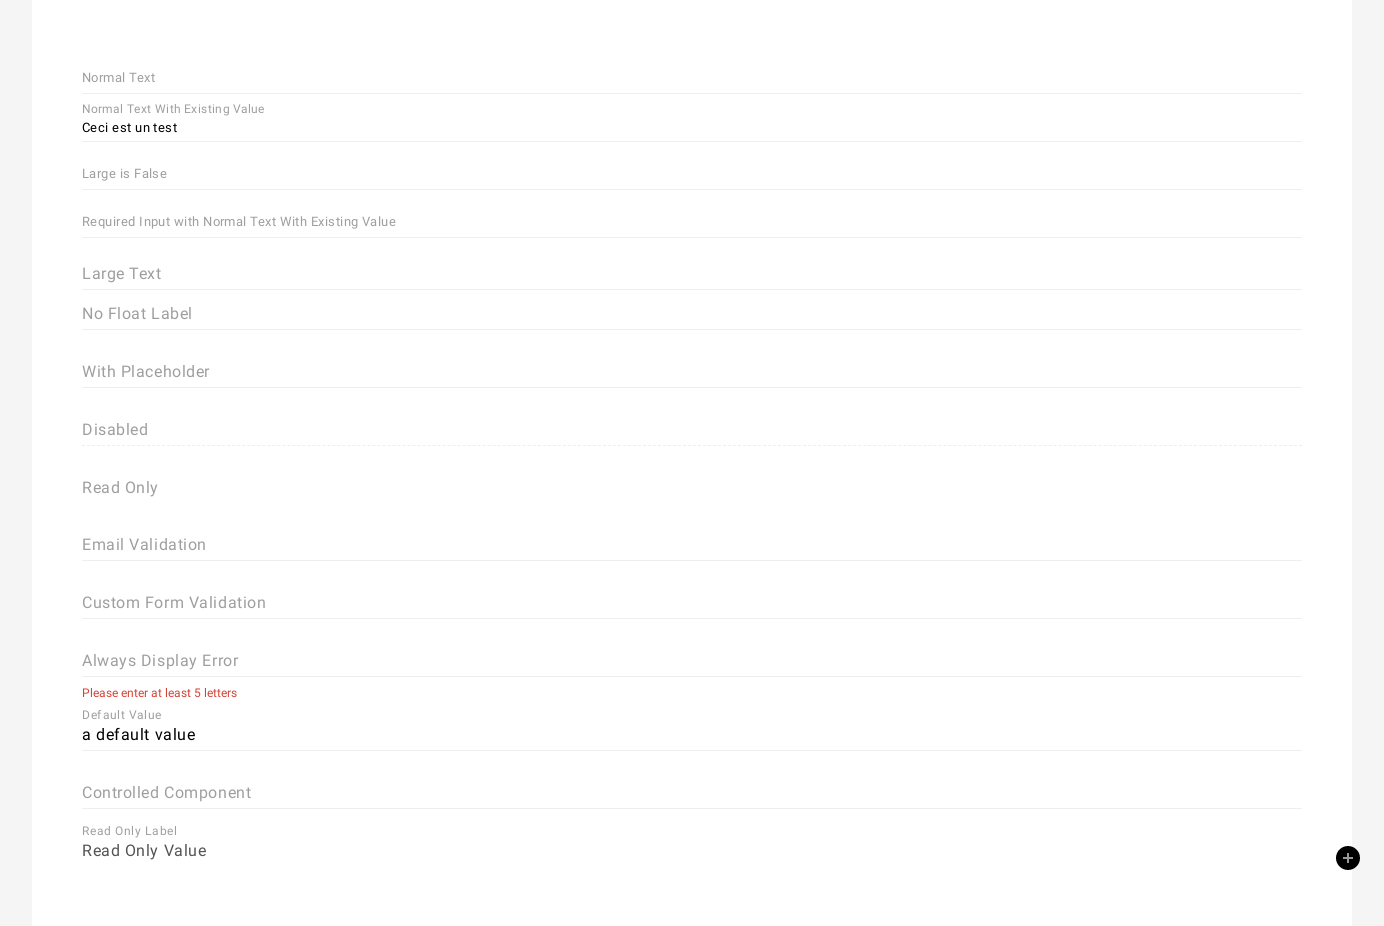 Normal Text
Normal Text With Existing Value
Ceci est un test
Large is False
Required Input with Normal Text With Existing Value
Large Text
No Float Label
With Placeholder
Disabled
Read Only
Email Validation
Custom Form Validation
Always Display Error
Please enter at least 5 letters
Default Value
a default value
Controlled Component
Read Only Label
Read Only Value